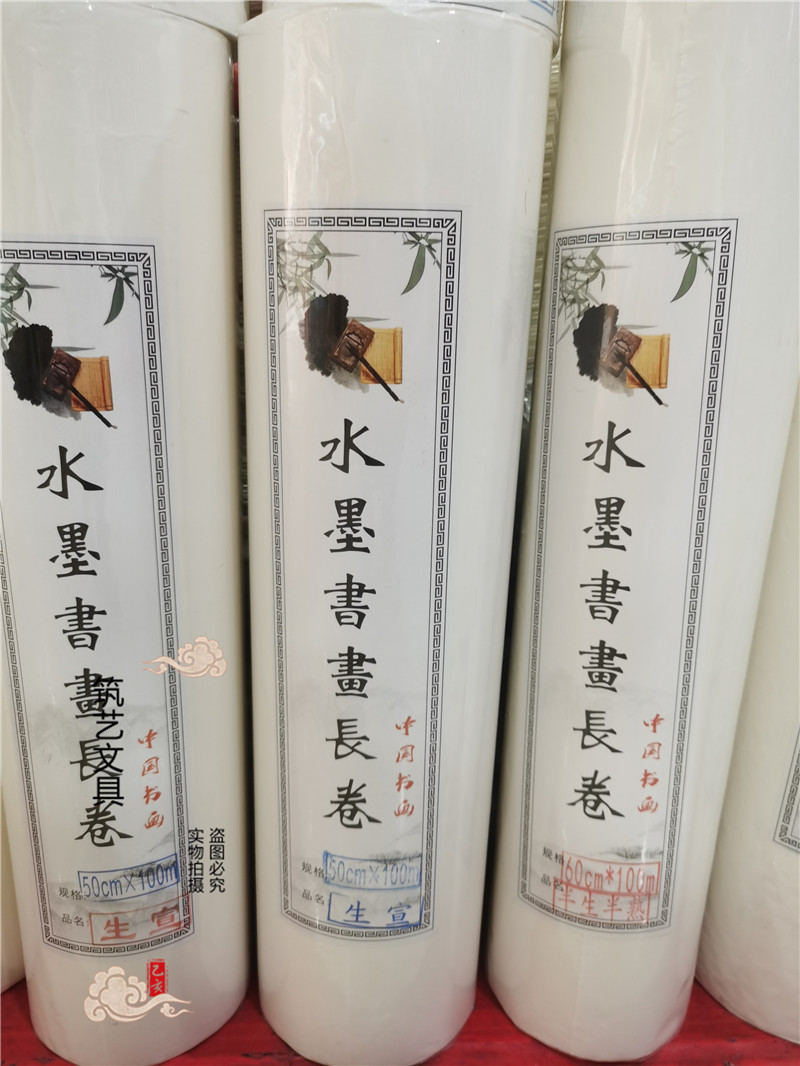 水墨書畫長卷
中国书画
规格 50cm×100m
品名: 生宣
筑艺文具
实物拍摄
盗图必究
乙亥
水墨書畫長卷
中国书画
规格 50cm×100m
品名: 生宣
水墨書畫長卷
中国书画
规格 60cm*100m
品名 半生半熟